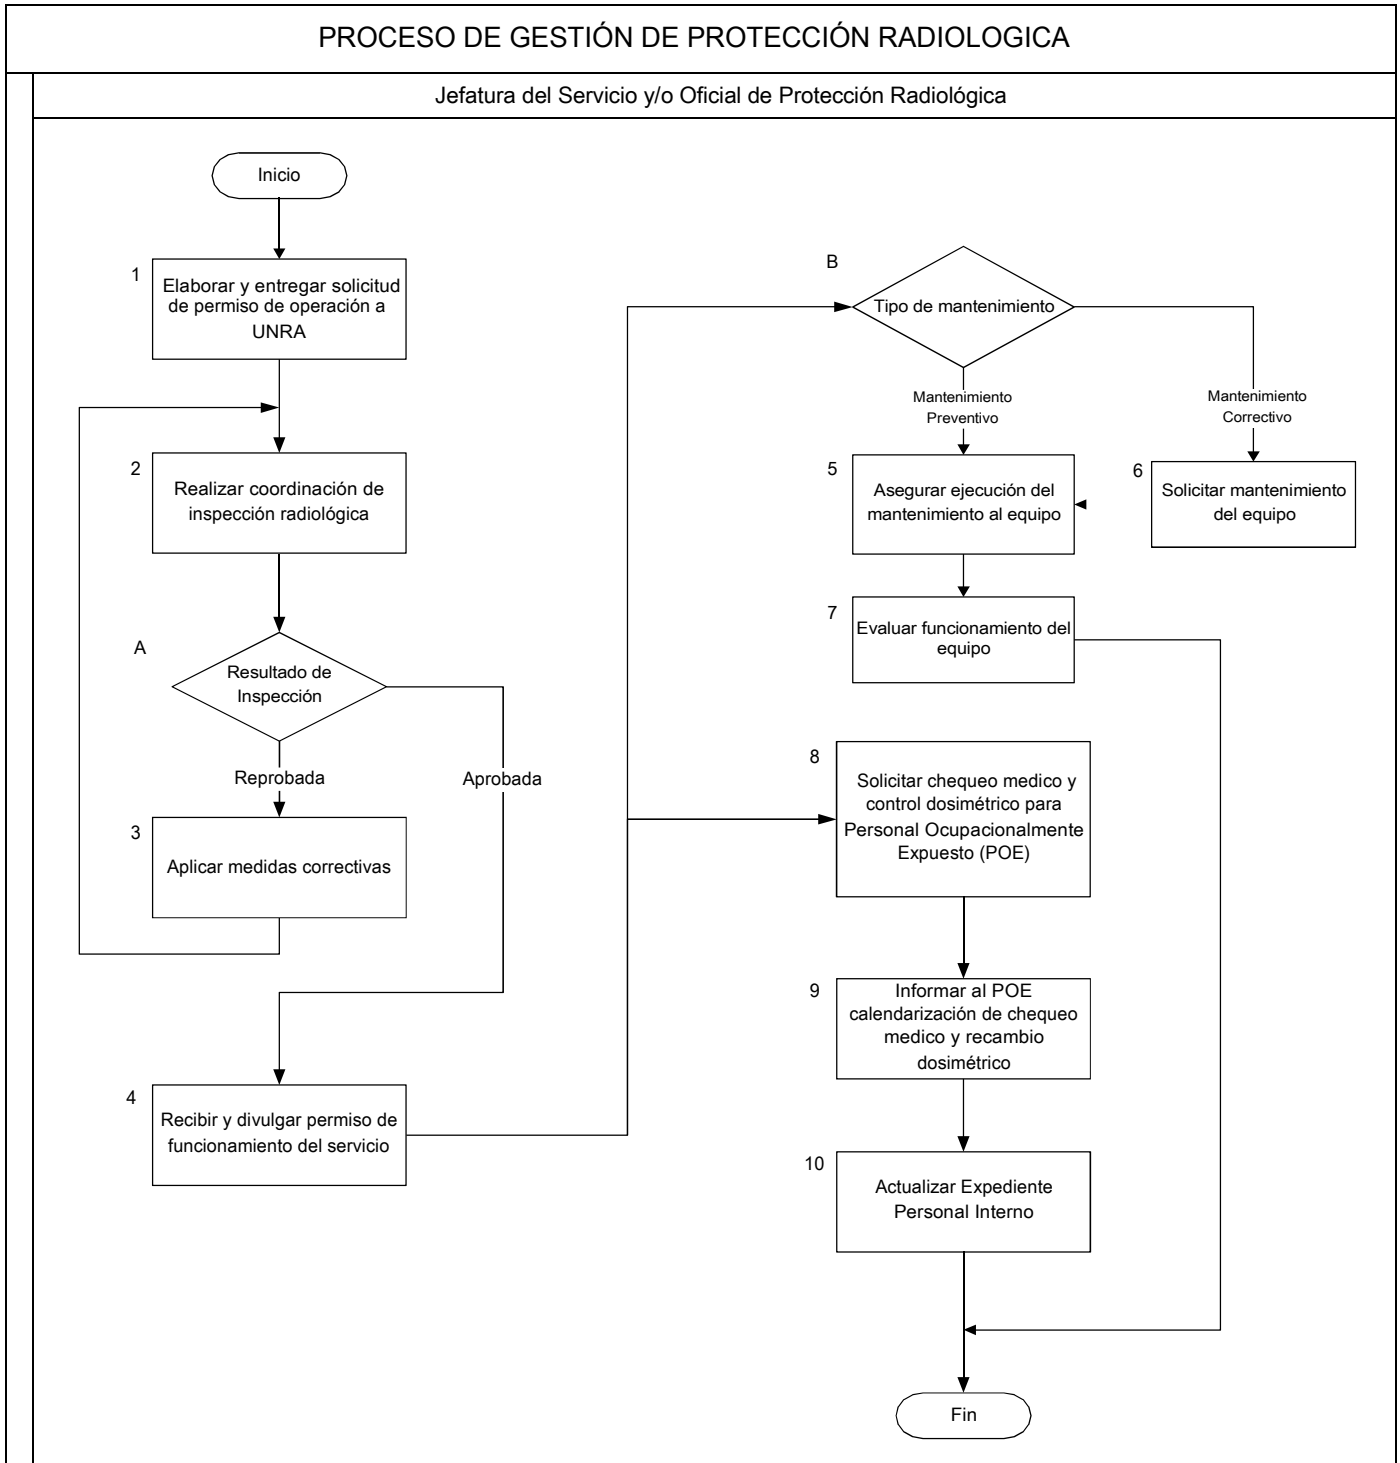 PROCESO DE GESTIÓN DE PROTECCIÓN RADIOLOGICA
Jefatura del Servicio y/o Oficial de Protección Radiológica
Inicio
1
Elaborar y entregar solicitud
de permiso de operación a
UNRA
2
Realizar coordinación de
inspección radiológica
A
Resultado de
Inspección
Reprobada
Aprobada
3
Aplicar medidas correctivas
4
Recibir y divulgar permiso de
funcionamiento del servicio
B
Tipo de mantenimiento
Mantenimiento
Preventivo
Mantenimiento
Correctivo
5
Asegurar ejecución del
mantenimiento al equipo
6
Solicitar mantenimiento
del equipo
7
Evaluar funcionamiento del
equipo
8
Solicitar chequeo medico y
control dosimétrico para
Personal Ocupacionalmente
Expuesto (POE)
9
Informar al POE
calendarización de chequeo
medico y recambio
dosimétrico
10
Actualizar Expediente
Personal Interno
Fin